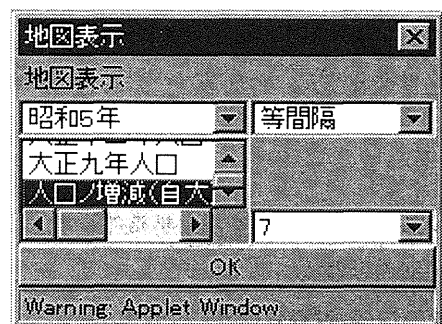 地図表示
地図表示
昭和5年 等間隔
大正九年人口
人口ノ増減(自大
7
OK
Warning: Applet Window